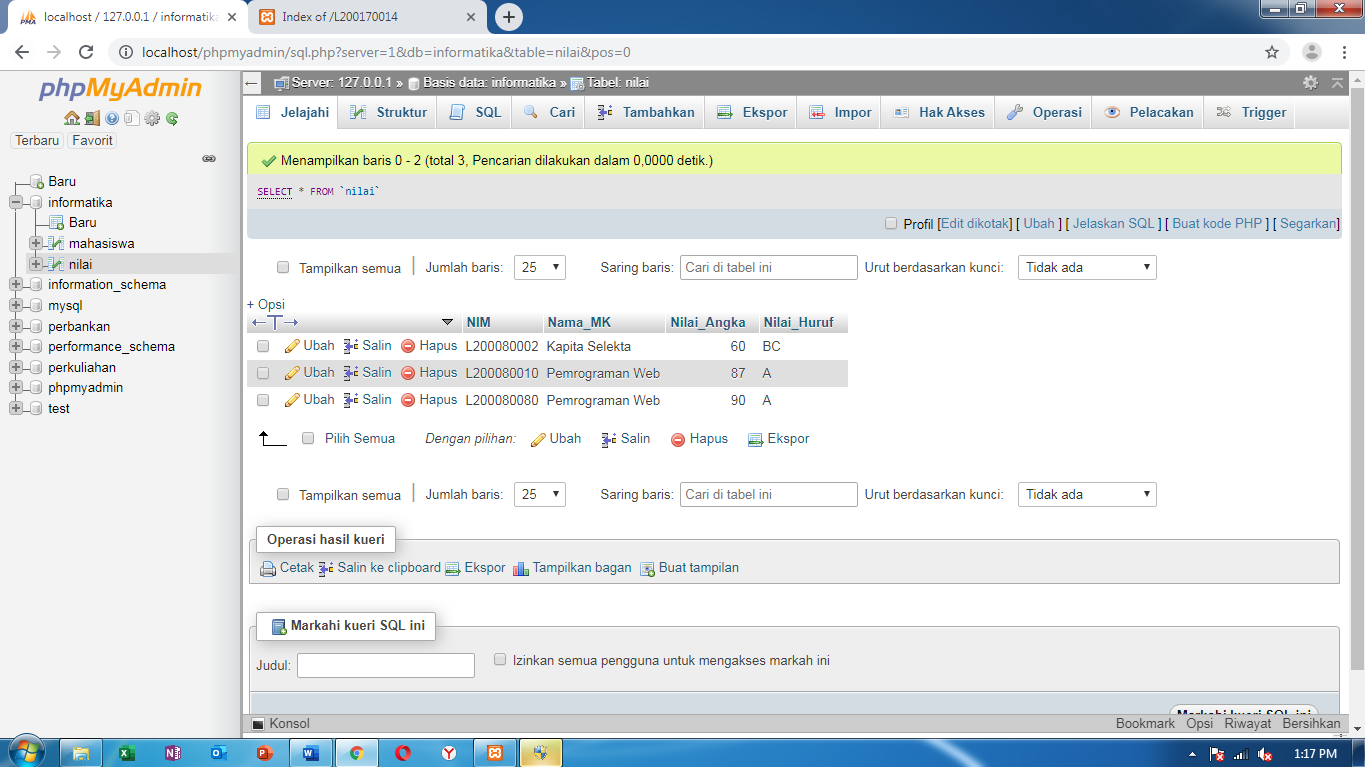 localhost / 127.0.0.1 / informatika
Index of /L200170014
localhost/phpmyadmin/sql.php?server=1&db=informatika&table=nilai&pos=0
phpMyAdmin
Terbaru Favorit
Baru
informatika
Baru
mahasiswa
nilai
information_schema
mysql
perbankan
performance_schema
perkuliahan
phpmyadmin
test
Server: 127.0.0.1 » Basis data: informatika » Tabel: nilai
Jelajahi Struktur SQL Cari Tambahkan Ekspor Impor Hak Akses Operasi Pelacakan Trigger
Menampilkan baris 0 - 2 (total 3, Pencarian dilakukan dalam 0,0000 detik.)
SELECT * FROM `nilai`
Profil [Edit dikotak] [ Ubah ] [ Jelaskan SQL ] [ Buat kode PHP ] [ Segarkan]
Tampilkan semua | Jumlah baris: 25 Saring baris: Cari di tabel ini Urut berdasarkan kunci: Tidak ada
+ Opsi
←T→ NIM Nama_MK Nilai_Angka Nilai_Huruf
Ubah Salin Hapus L200080002 Kapita Selekta 60 BC
Ubah Salin Hapus L200080010 Pemrograman Web 87 A
Ubah Salin Hapus L200080080 Pemrograman Web 90 A
Pilih Semua Dengan pilihan: Ubah Salin Hapus Ekspor
Tampilkan semua | Jumlah baris: 25 Saring baris: Cari di tabel ini Urut berdasarkan kunci: Tidak ada
Operasi hasil kueri
Cetak Salin ke clipboard Ekspor Tampilkan bagan Buat tampilan
Markahi kueri SQL ini
Judul: Izinkan semua pengguna untuk mengakses markah ini
Markahi kueri SQL ini
Konsol Bookmark Opsi Riwayat Bersihkan
1:17 PM